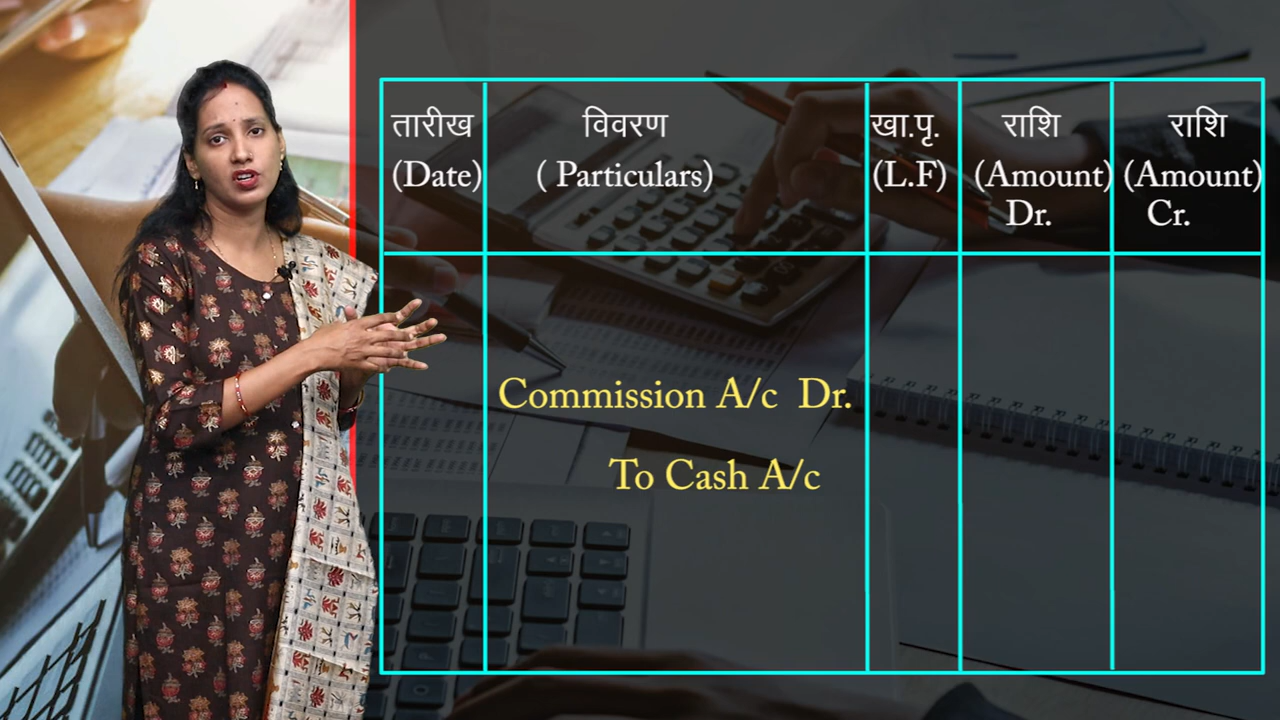 तारीख विवरण खा.पृ. राशि राशि
(Date) ( Particulars) (L.F) (Amount) (Amount)
Dr. Cr.
Commission A/c Dr.
To Cash A/c